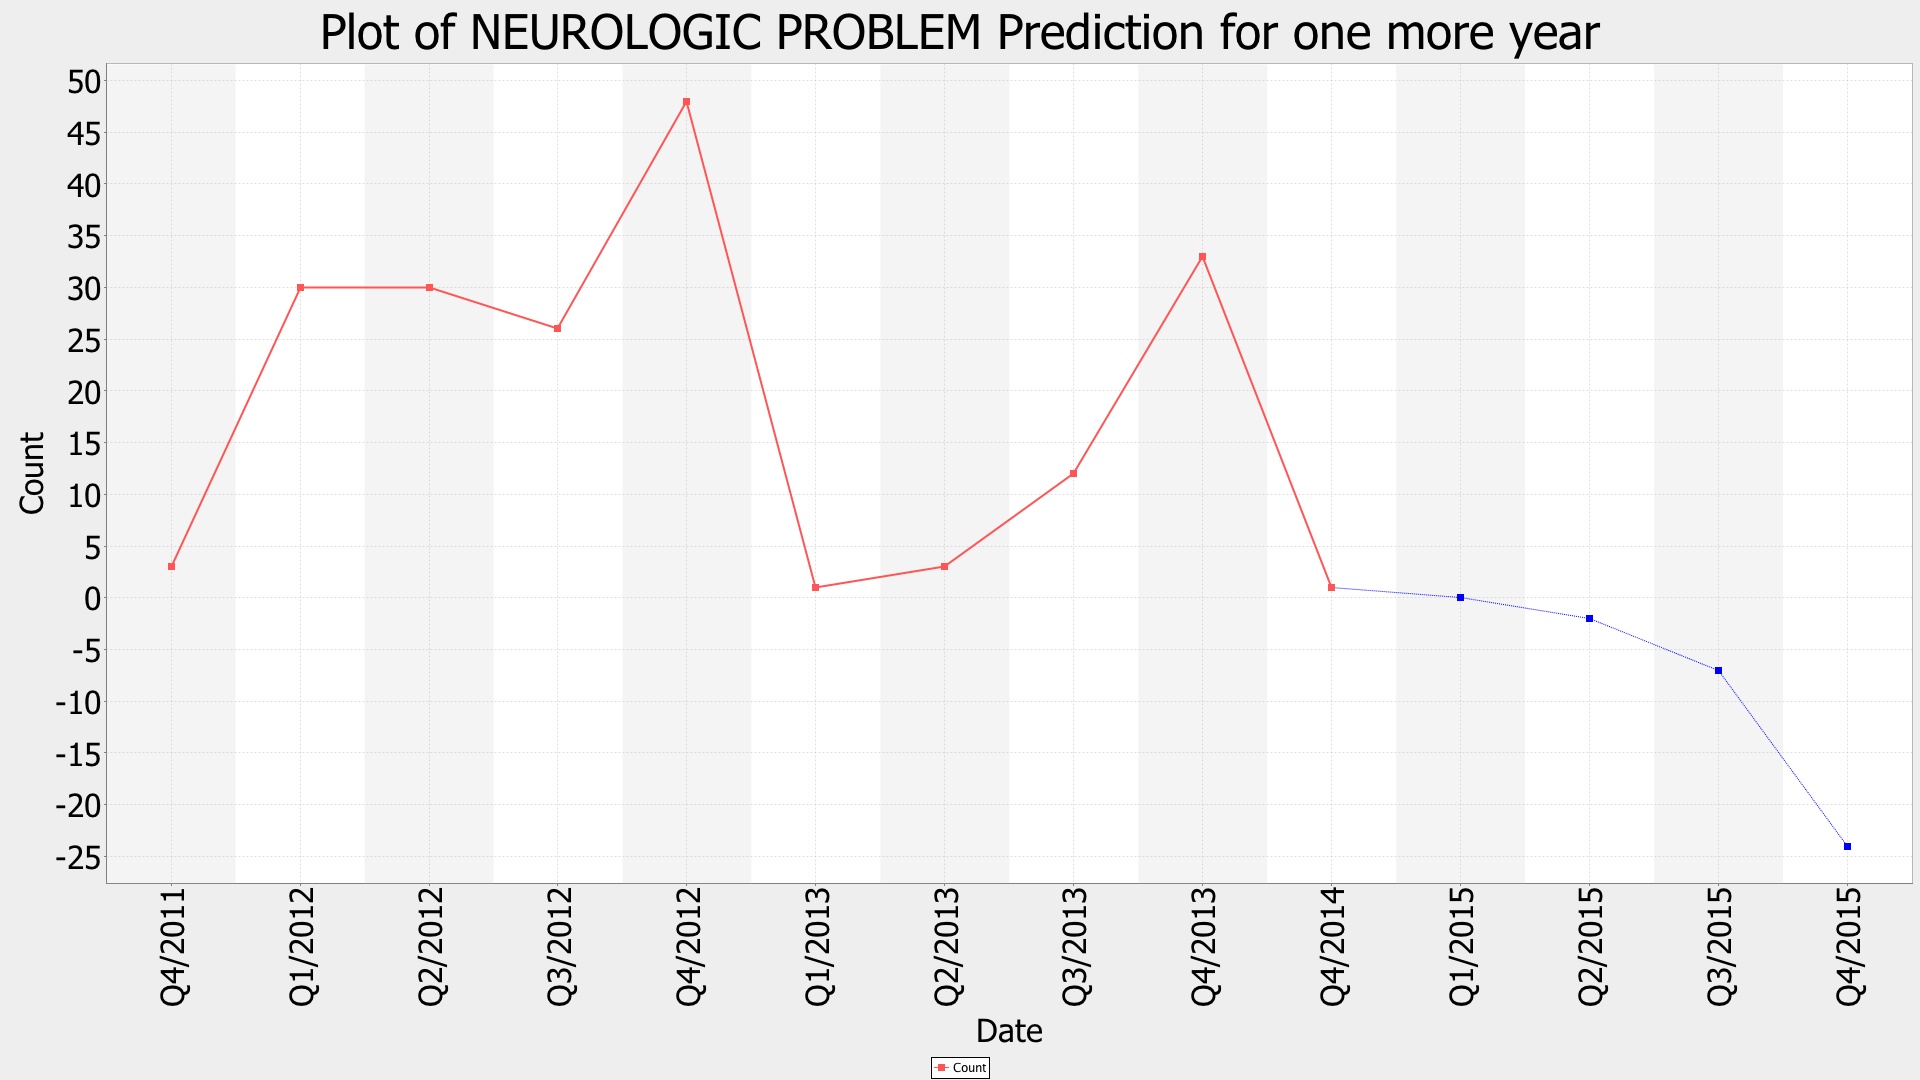 Plot of NEUROLOGIC PROBLEM Prediction for one more year
50
45
40
35
30
25
20
15
10
5
0
-5
-10
-15
-20
-25
Count
Q4/2011
Q1/2012
Q2/2012
Q3/2012
Q4/2012
Q1/2013
Q2/2013
Q3/2013
Q4/2013
Q4/2014
Q1/2015
Q2/2015
Q3/2015
Q4/2015
Date
Count